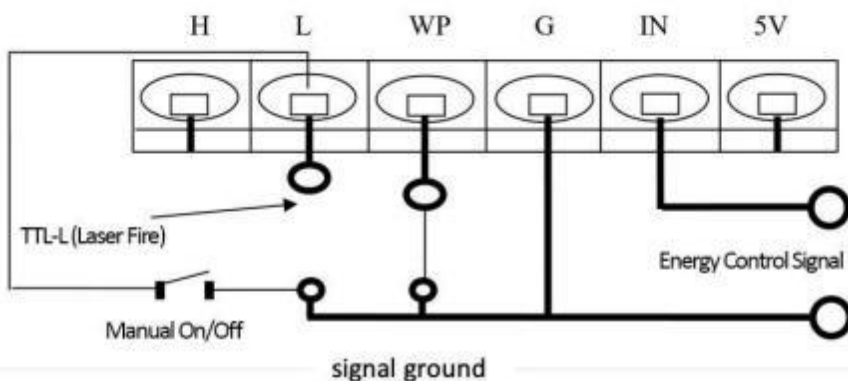 H L WP G IN 5V
TTL-L (Laser Fire)
Energy Control Signal
Manual On/Off
signal ground